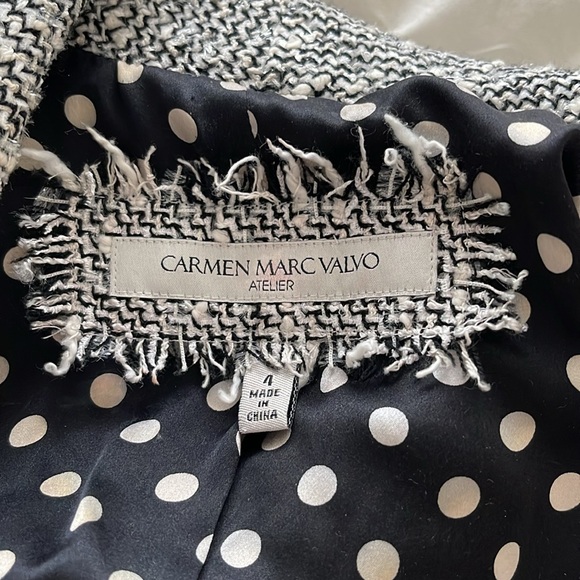 CARMEN MARC VALVO
ATELIER
4
MADE
IN
CHINA